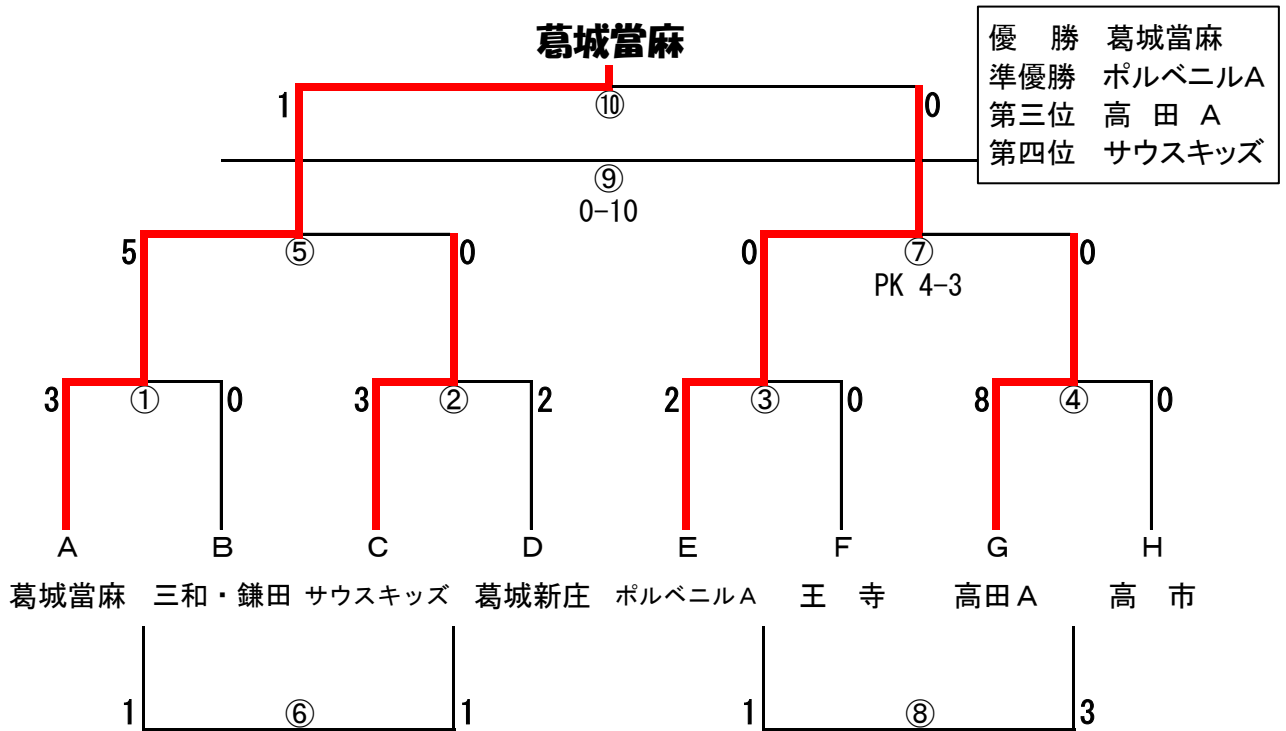 葛城當麻
優　勝　葛城當麻
準優勝　ポルベニルA
第三位　高　田　A
第四位　サウスキッズ
1 ⑩ 0
⑨
0-10
5 ⑤ 0 0 ⑦ 0
PK 4-3
3 ① 0 3 ② 2 2 ③ 0 8 ④ 0
A B C D E F G H
葛城當麻 三和・鎌田 サウスキッズ 葛城新庄 ポルベニルA 王　寺 高田A 高　市
1 ⑥ 1 1 ⑧ 3